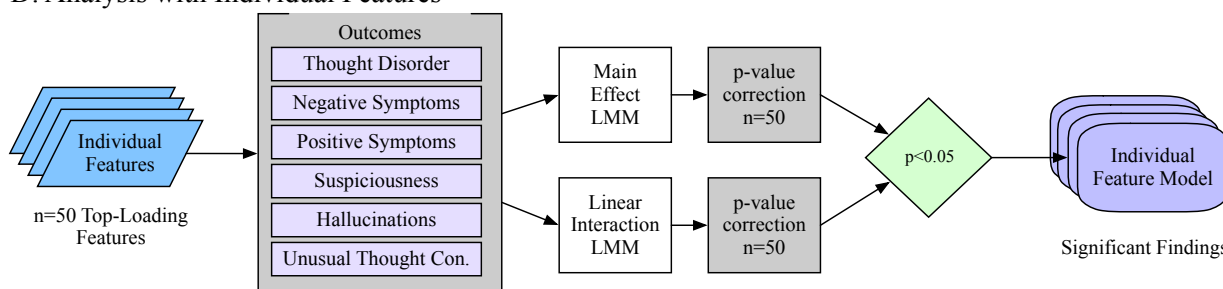 D. Analysis with Individual Features
Individual
Features
n=50 Top-Loading
Features
Outcomes
Thought Disorder
Negative Symptoms
Positive Symptoms
Suspiciousness
Hallucinations
Unusual Thought Con.
Main
Effect
LMM
p-value
correction
n=50
Linear
Interaction
LMM
p-value
correction
n=50
p<0.05
Individual
Feature Model
Significant Findings